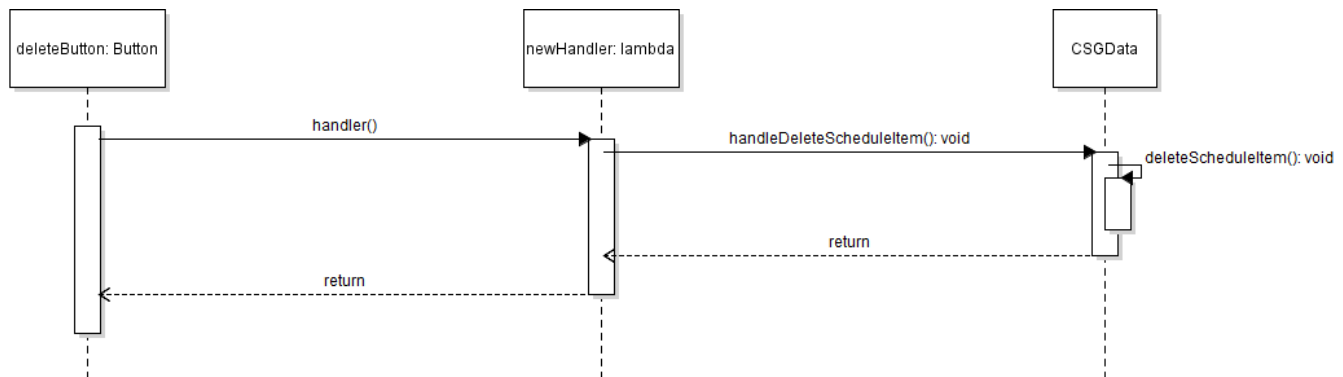 deleteButton: Button
newHandler: lambda
CSGData
handler()
handleDeleteScheduleItem(): void
deleteScheduleItem(): void
return
return